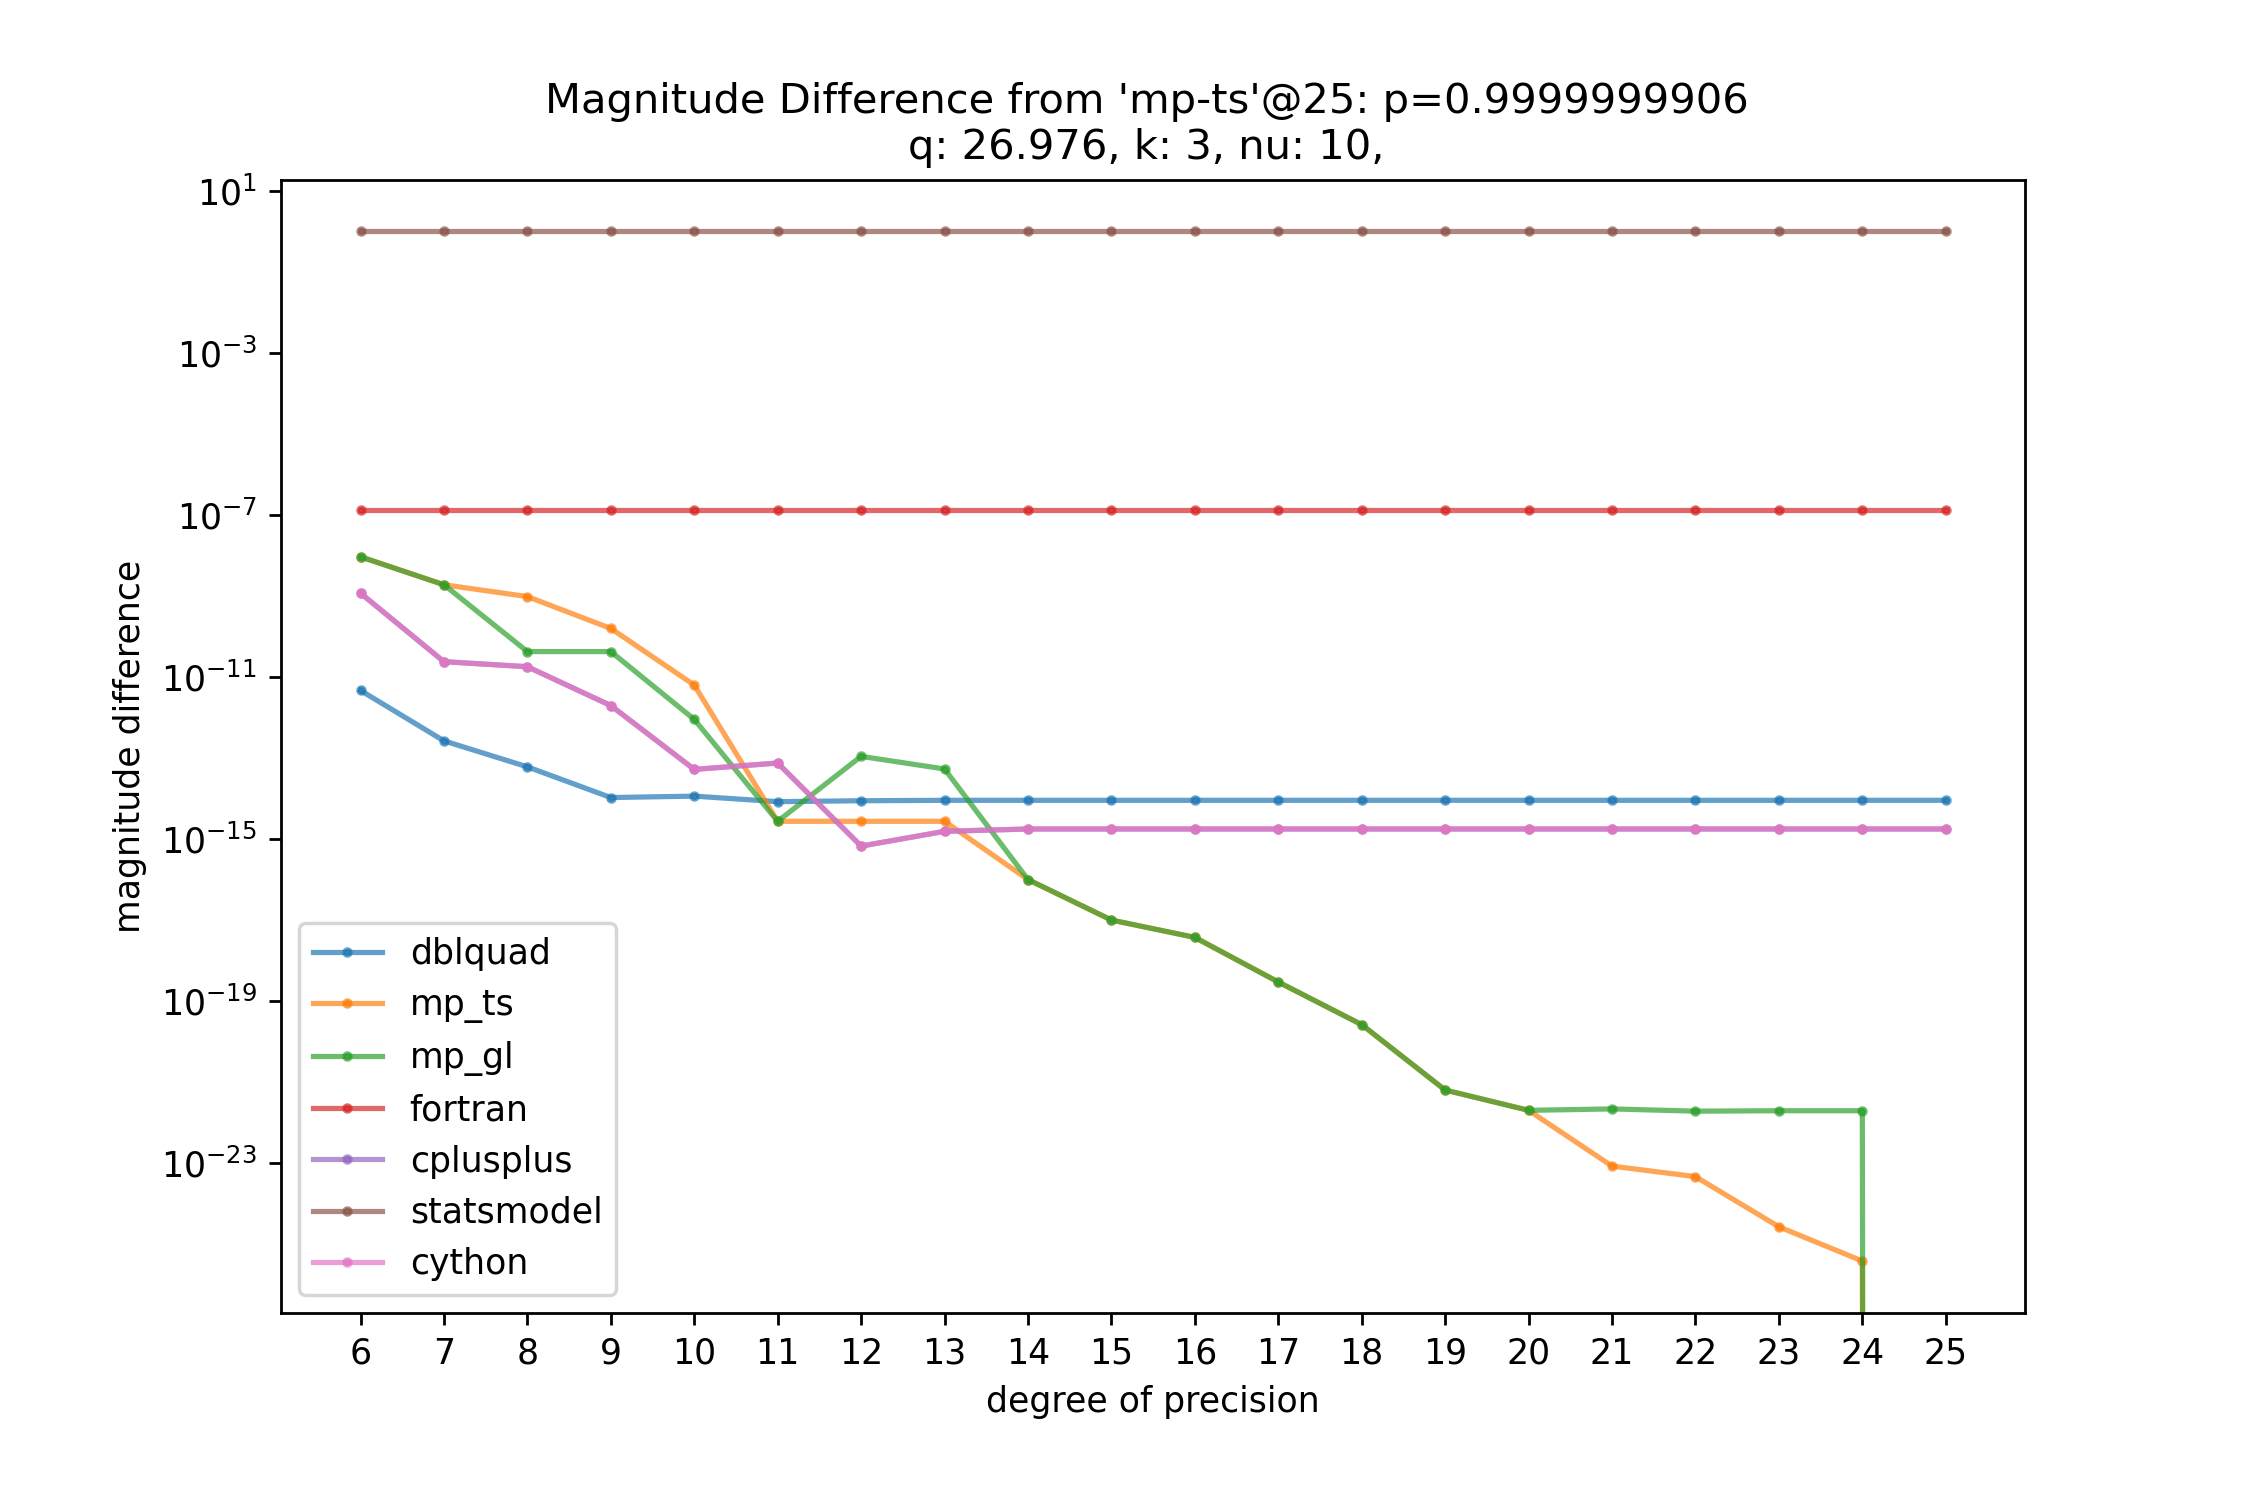 Magnitude Difference from 'mp-ts'@25: p=0.9999999906
q: 26.976, k: 3, nu: 10,
magnitude difference
10¹
10⁻³
10⁻⁷
10⁻¹¹
10⁻¹⁵
10⁻¹⁹
10⁻²³
dblquad
mp_ts
mp_gl
fortran
cplusplus
statsmodel
cython
6 7 8 9 10 11 12 13 14 15 16 17 18 19 20 21 22 23 24 25
degree of precision